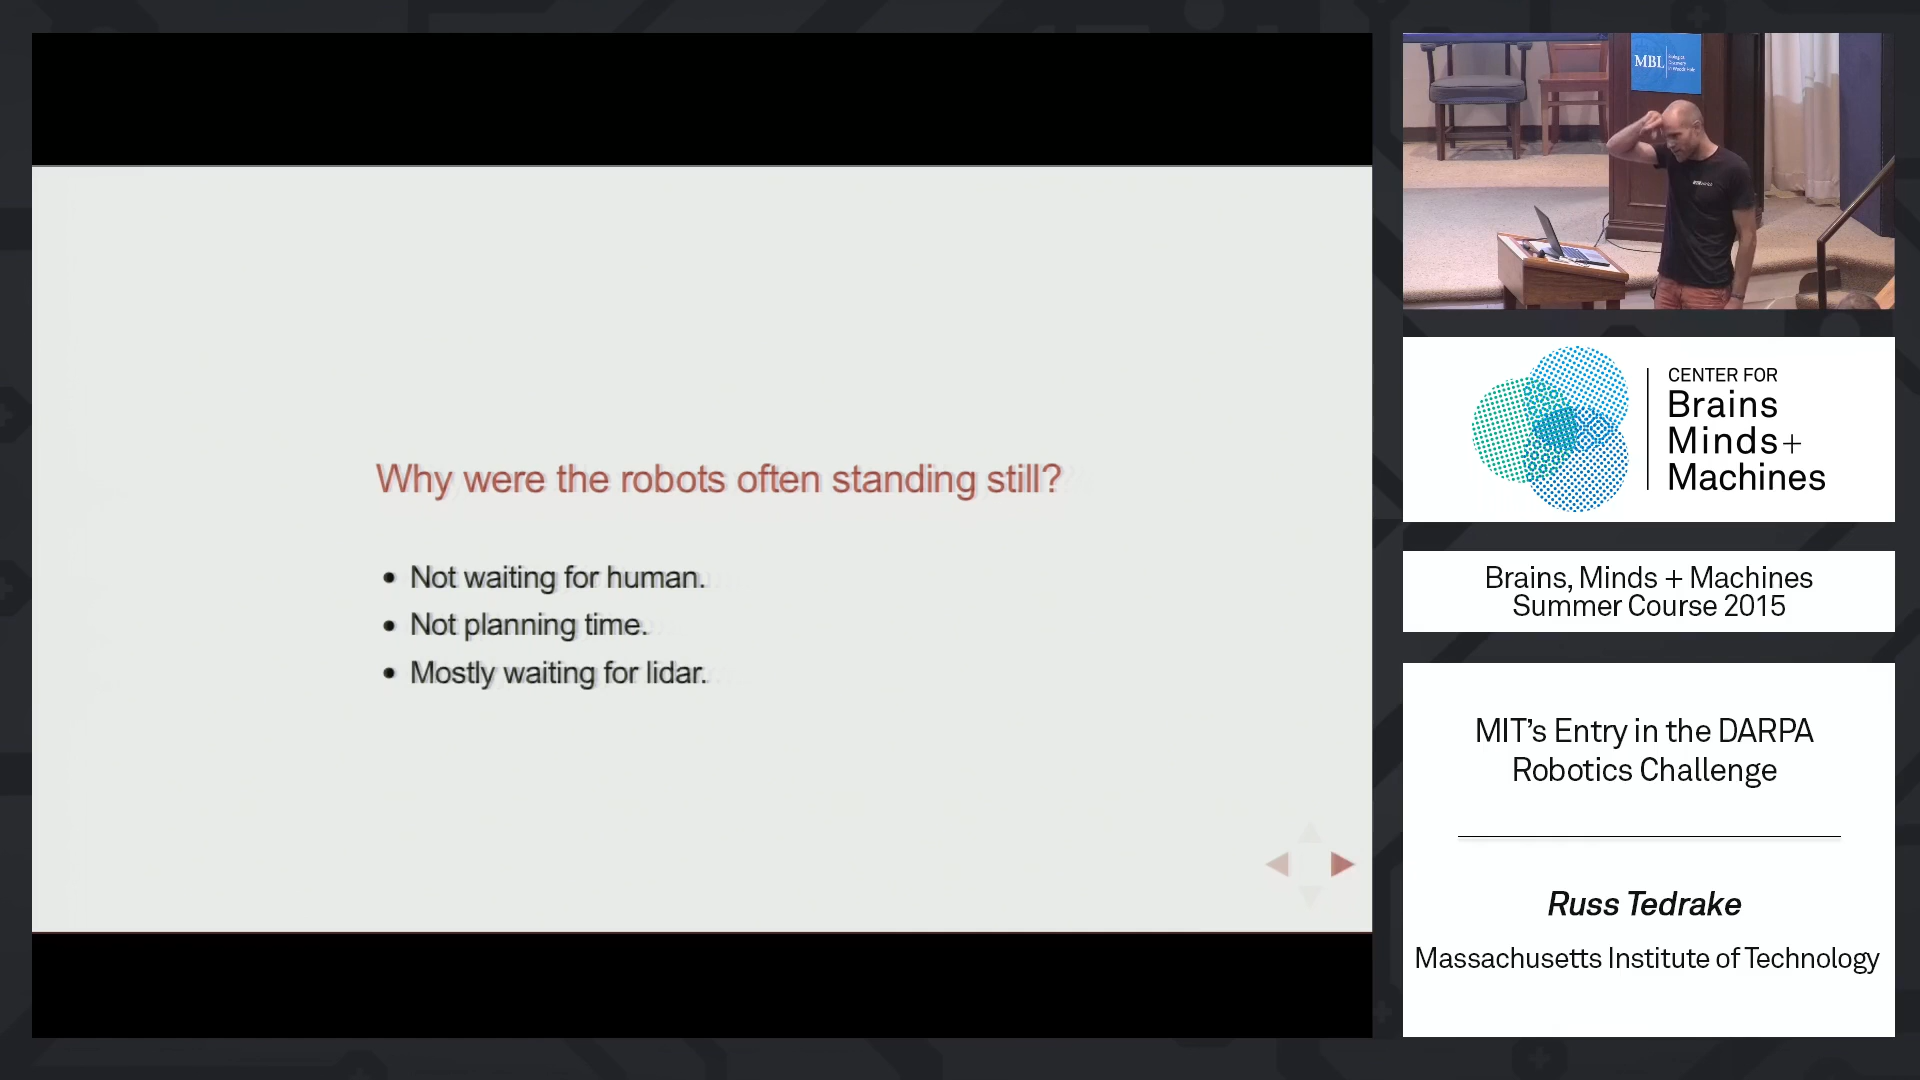 Why were the robots often standing still?
• Not waiting for human.
• Not planning time.
• Mostly waiting for lidar.
MBL
CENTER FOR
Brains
Minds+
Machines
Brains, Minds + Machines
Summer Course 2015
MIT's Entry in the DARPA
Robotics Challenge
Russ Tedrake
Massachusetts Institute of Technology